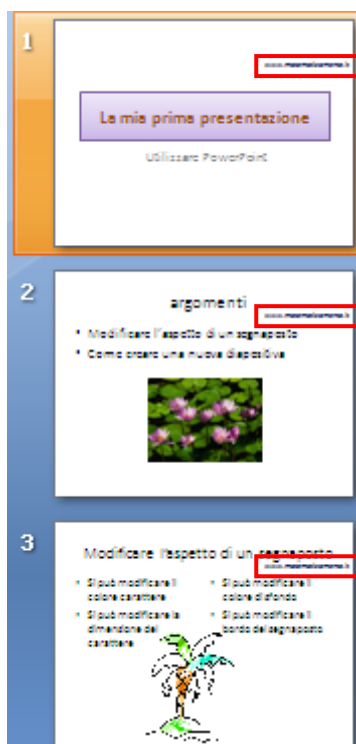 1
La mia prima presentazione
Utilizzare PowerPoint
2
argomenti
• Modificare l'aspetto di un segnaposto
• Come creare una nuova diapositiva
3
Modificare l'aspetto di un segnaposto
• Si può modificare il colore carattere
• Si può modificare la dimensione del carattere
• Si può modificare il colore di sfondo
• Si può modificare il bordo del segnaposto